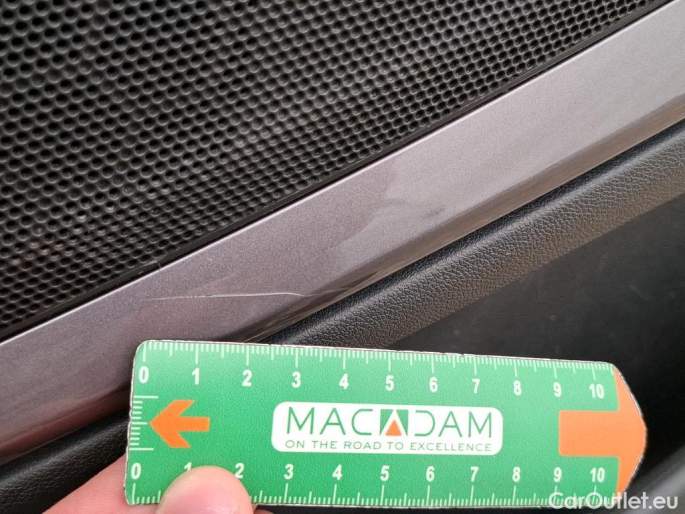 0 1 2 3 4 5 6 7 8 9 10
MACADAM
ON THE ROAD TO EXCELLENCE
0 1 2 3 4 5 6 7 8 9 10
CarOutlet.eu